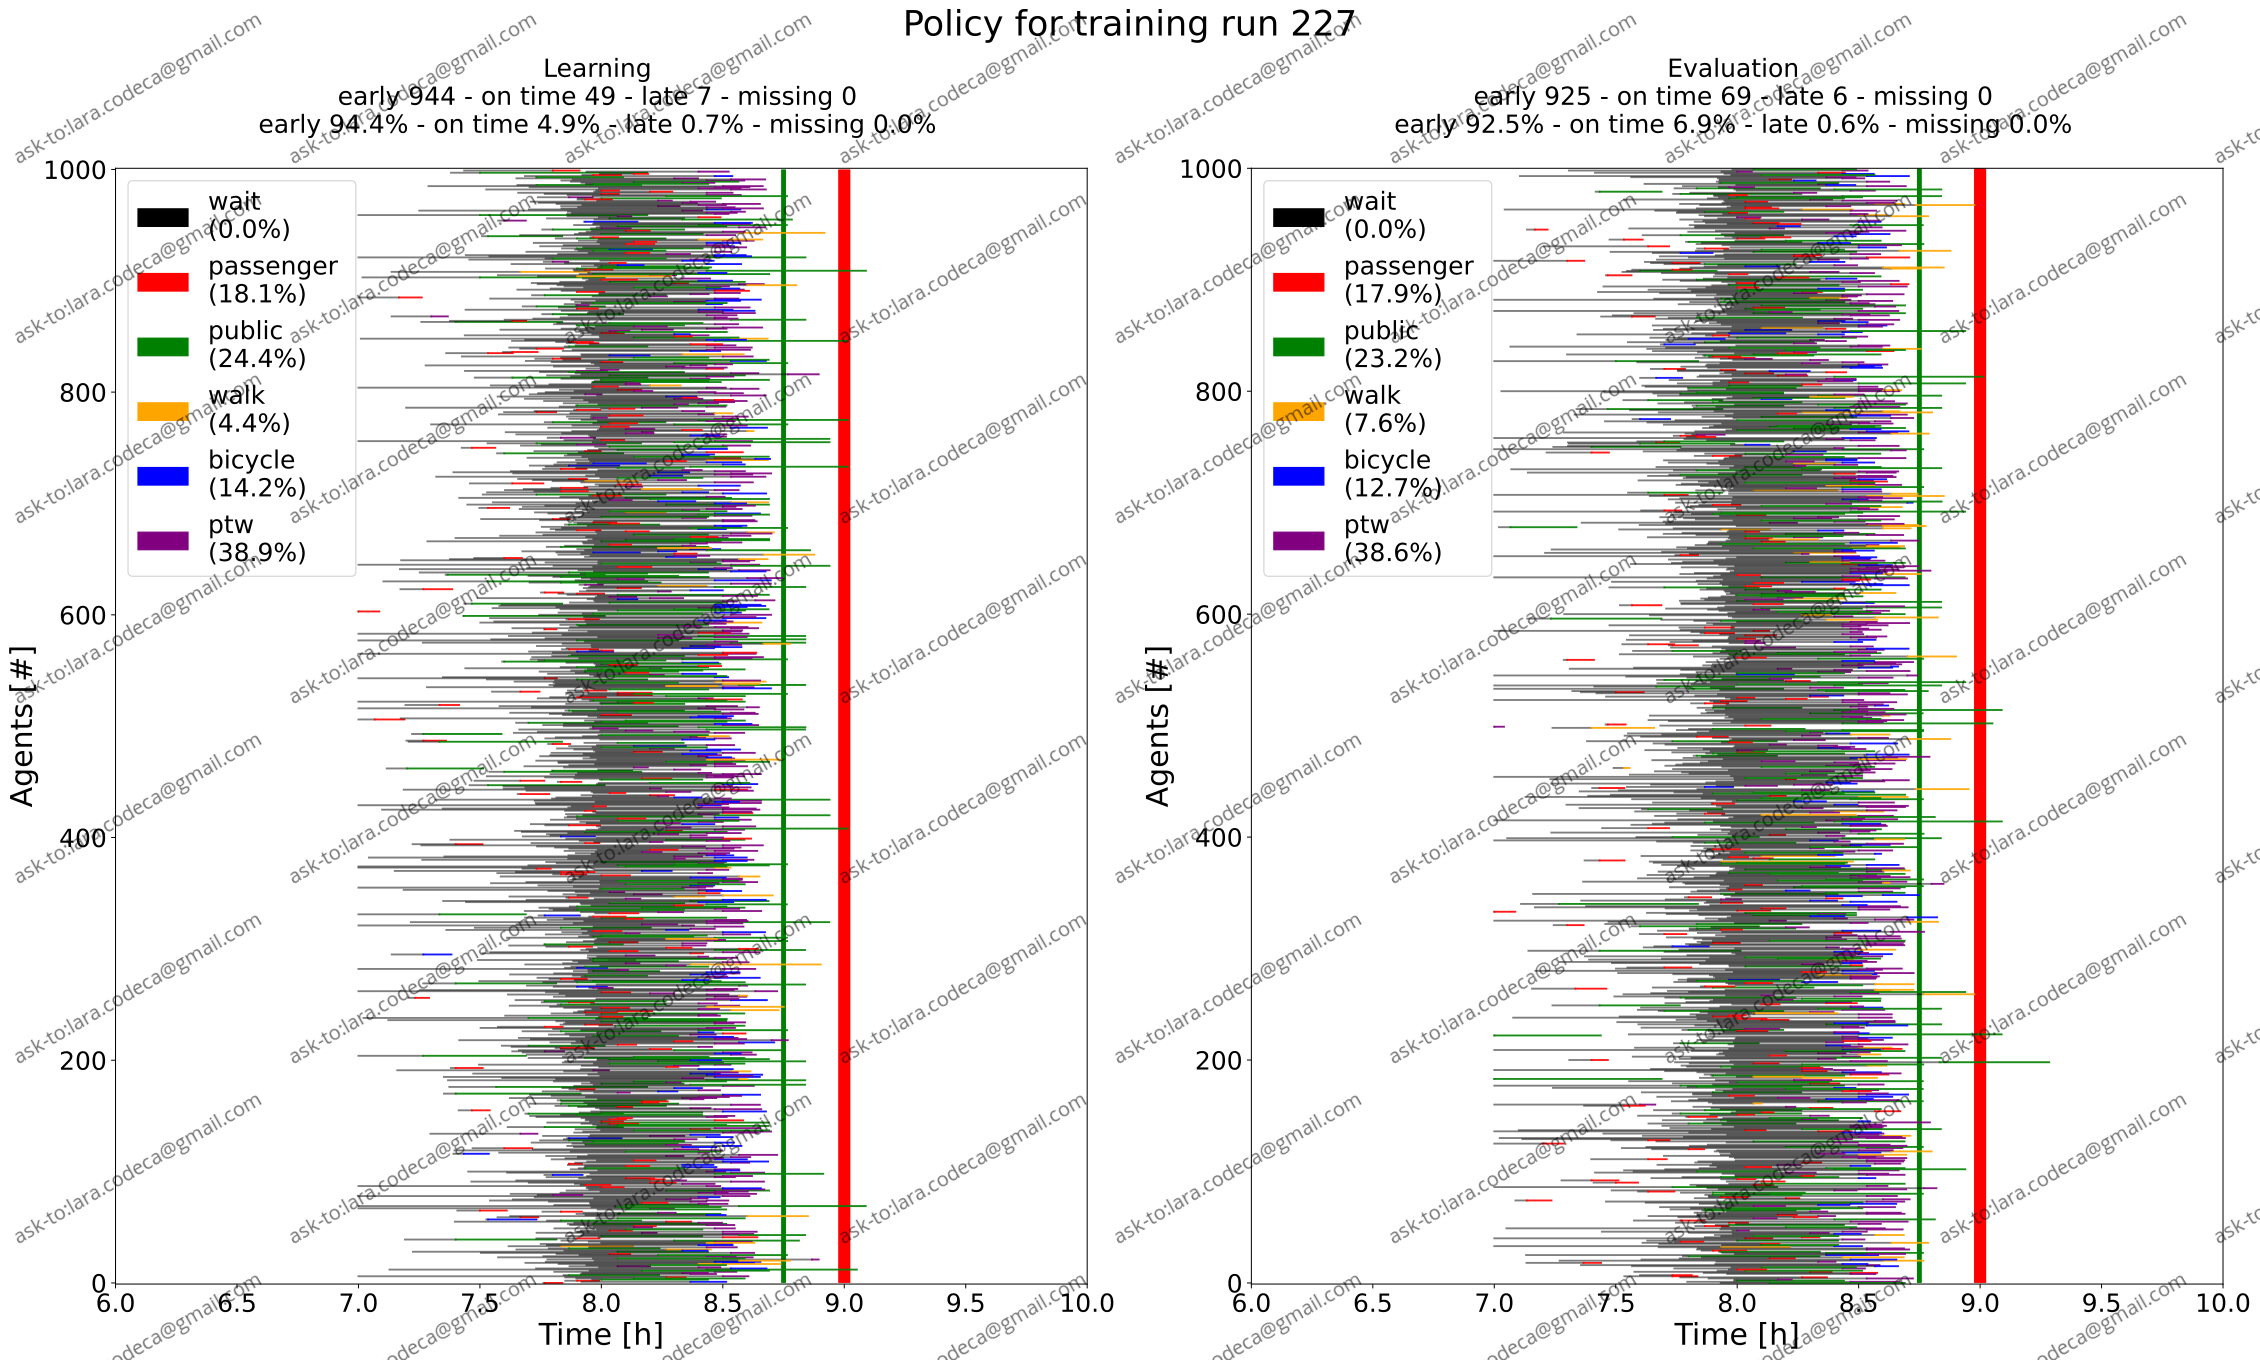 Policy for training run 227
Learning
early 944 - on time 49 - late 7 - missing 0
early 94.4% - on time 4.9% - late 0.7% - missing 0.0%
1000
800
600
400
200
0
Agents [#]
wait
(0.0%)
passenger
(18.1%)
public
(24.4%)
walk
(4.4%)
bicycle
(14.2%)
ptw
(38.9%)
6.0 6.5 7.0 7.5 8.0 8.5 9.0 9.5 10.0
Time [h]
Evaluation
early 925 - on time 69 - late 6 - missing 0
early 92.5% - on time 6.9% - late 0.6% - missing 0.0%
1000
800
600
400
200
0
Agents [#]
wait
(0.0%)
passenger
(17.9%)
public
(23.2%)
walk
(7.6%)
bicycle
(12.7%)
ptw
(38.6%)
6.0 6.5 7.0 7.5 8.0 8.5 9.0 9.5 10.0
Time [h]
ask-to:lara.codeca@gmail.com